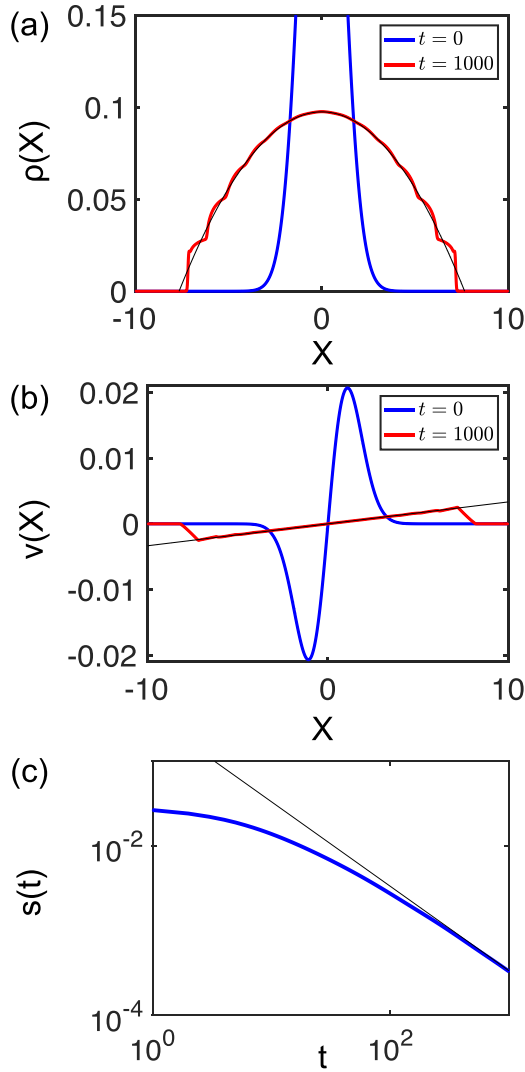 (a)
ρ(X)
0.15
0.1
0.05
0
t = 0
t = 1000
-10
0
10
X
(b)
v(X)
0.02
0.01
0
-0.01
-0.02
t = 0
t = 1000
-10
0
10
X
(c)
s(t)
10^-2
10^-4
10^0
10^2
t